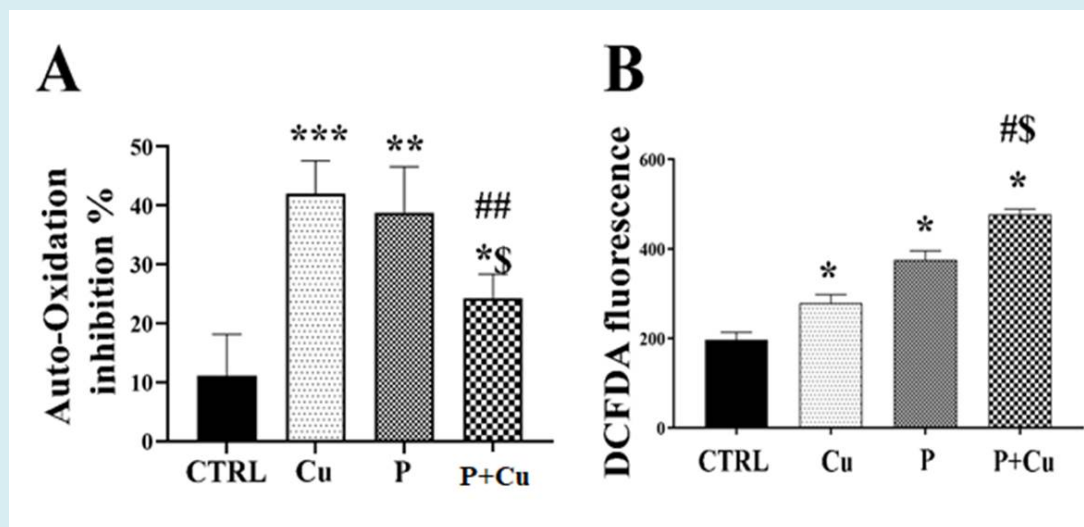 A
Auto-Oxidation
inhibition %
50
40
30
20
10
0
***
**
##
*$
CTRL Cu P P+Cu
B
DCFDA fluorescence
600
400
200
0
*
*
#$
*
CTRL Cu P P+Cu